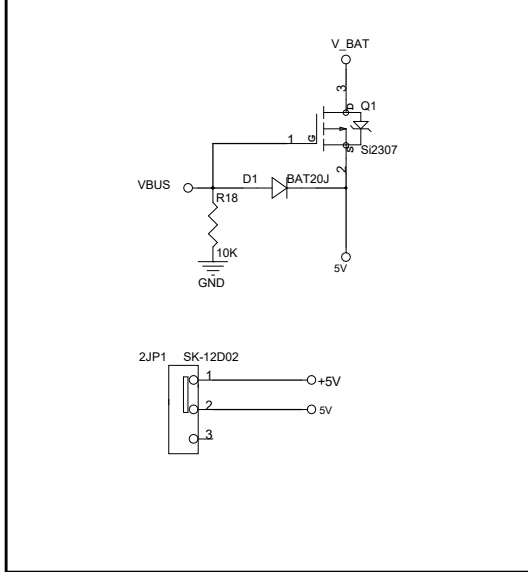 V_BAT
3
D
Q1
1
G
S
Si2307
2
VBUS
D1
BAT20J
R18
10K
GND
5V
2JP1
SK-12D02
1
+5V
2
5V
3